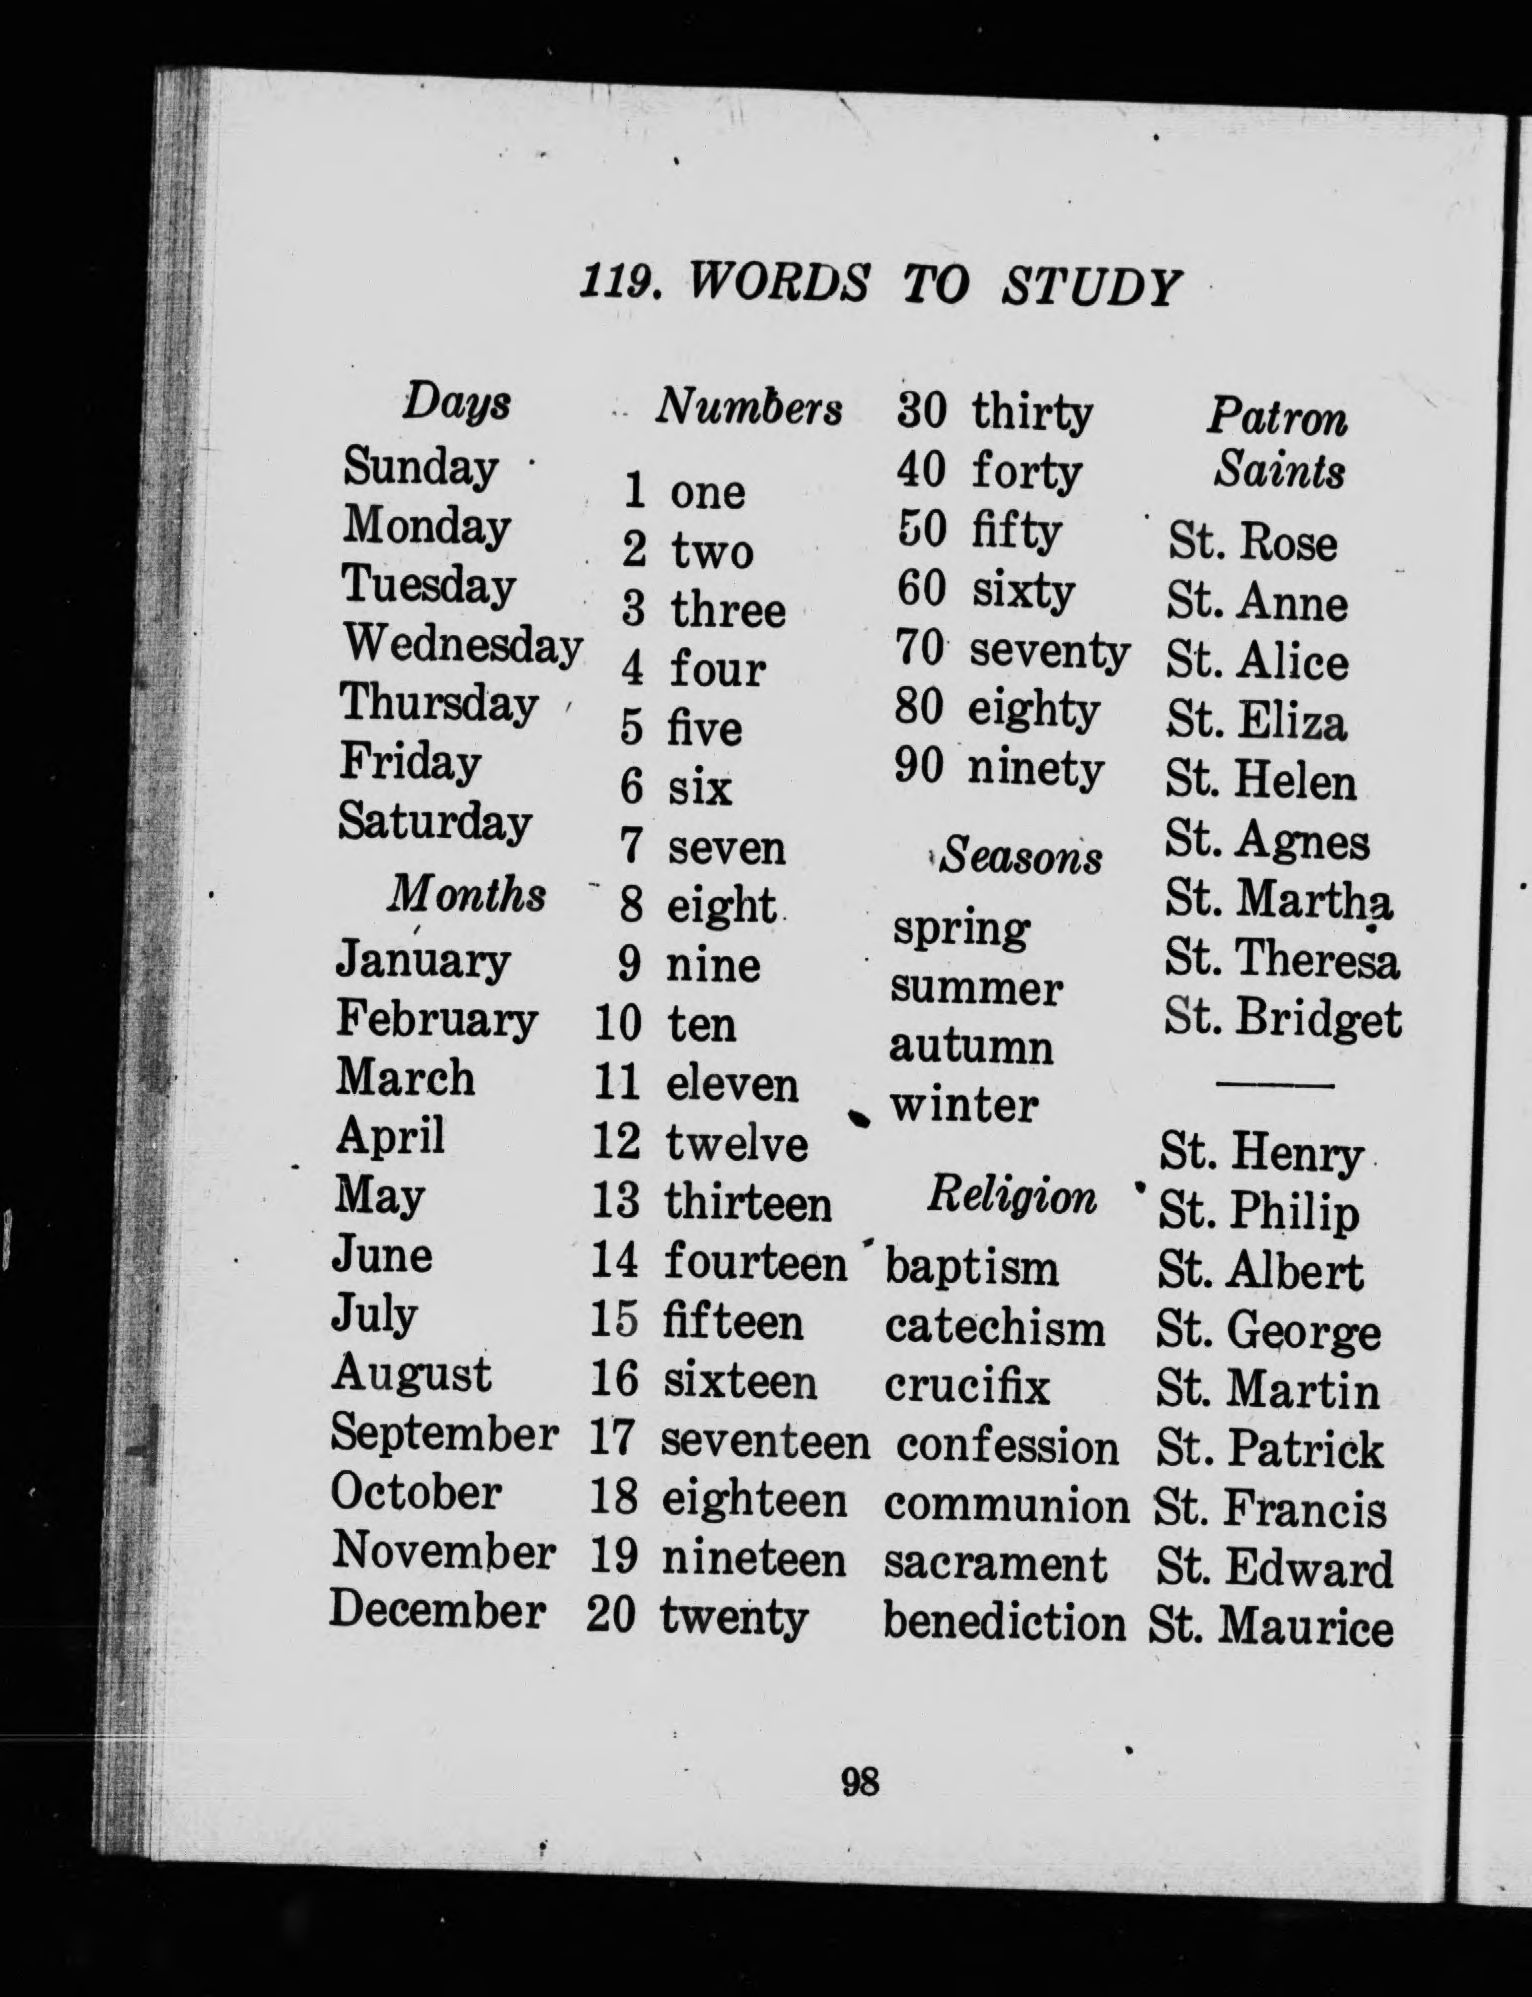 119. WORDS TO STUDY
Days
Sunday
Monday
Tuesday
Wednesday
Thursday
Friday
Saturday
Months
January
February
March
April
May
June
July
August
September
October
November
December
Numbers
1 one
2 two
3 three
4 four
5 five
6 six
7 seven
8 eight
9 nine
10 ten
11 eleven
12 twelve
13 thirteen
14 fourteen
15 fifteen
16 sixteen
17 seventeen
18 eighteen
19 nineteen
20 twenty
30 thirty
40 forty
50 fifty
60 sixty
70 seventy
80 eighty
90 ninety
Seasons
spring
summer
autumn
winter
Religion
baptism
catechism
crucifix
confession
communion
sacrament
benediction
Patron
Saints
St. Rose
St. Anne
St. Alice
St. Eliza
St. Helen
St. Agnes
St. Martha
St. Theresa
St. Bridget
St. Henry
St. Philip
St. Albert
St. George
St. Martin
St. Patrick
St. Francis
St. Edward
St. Maurice
98